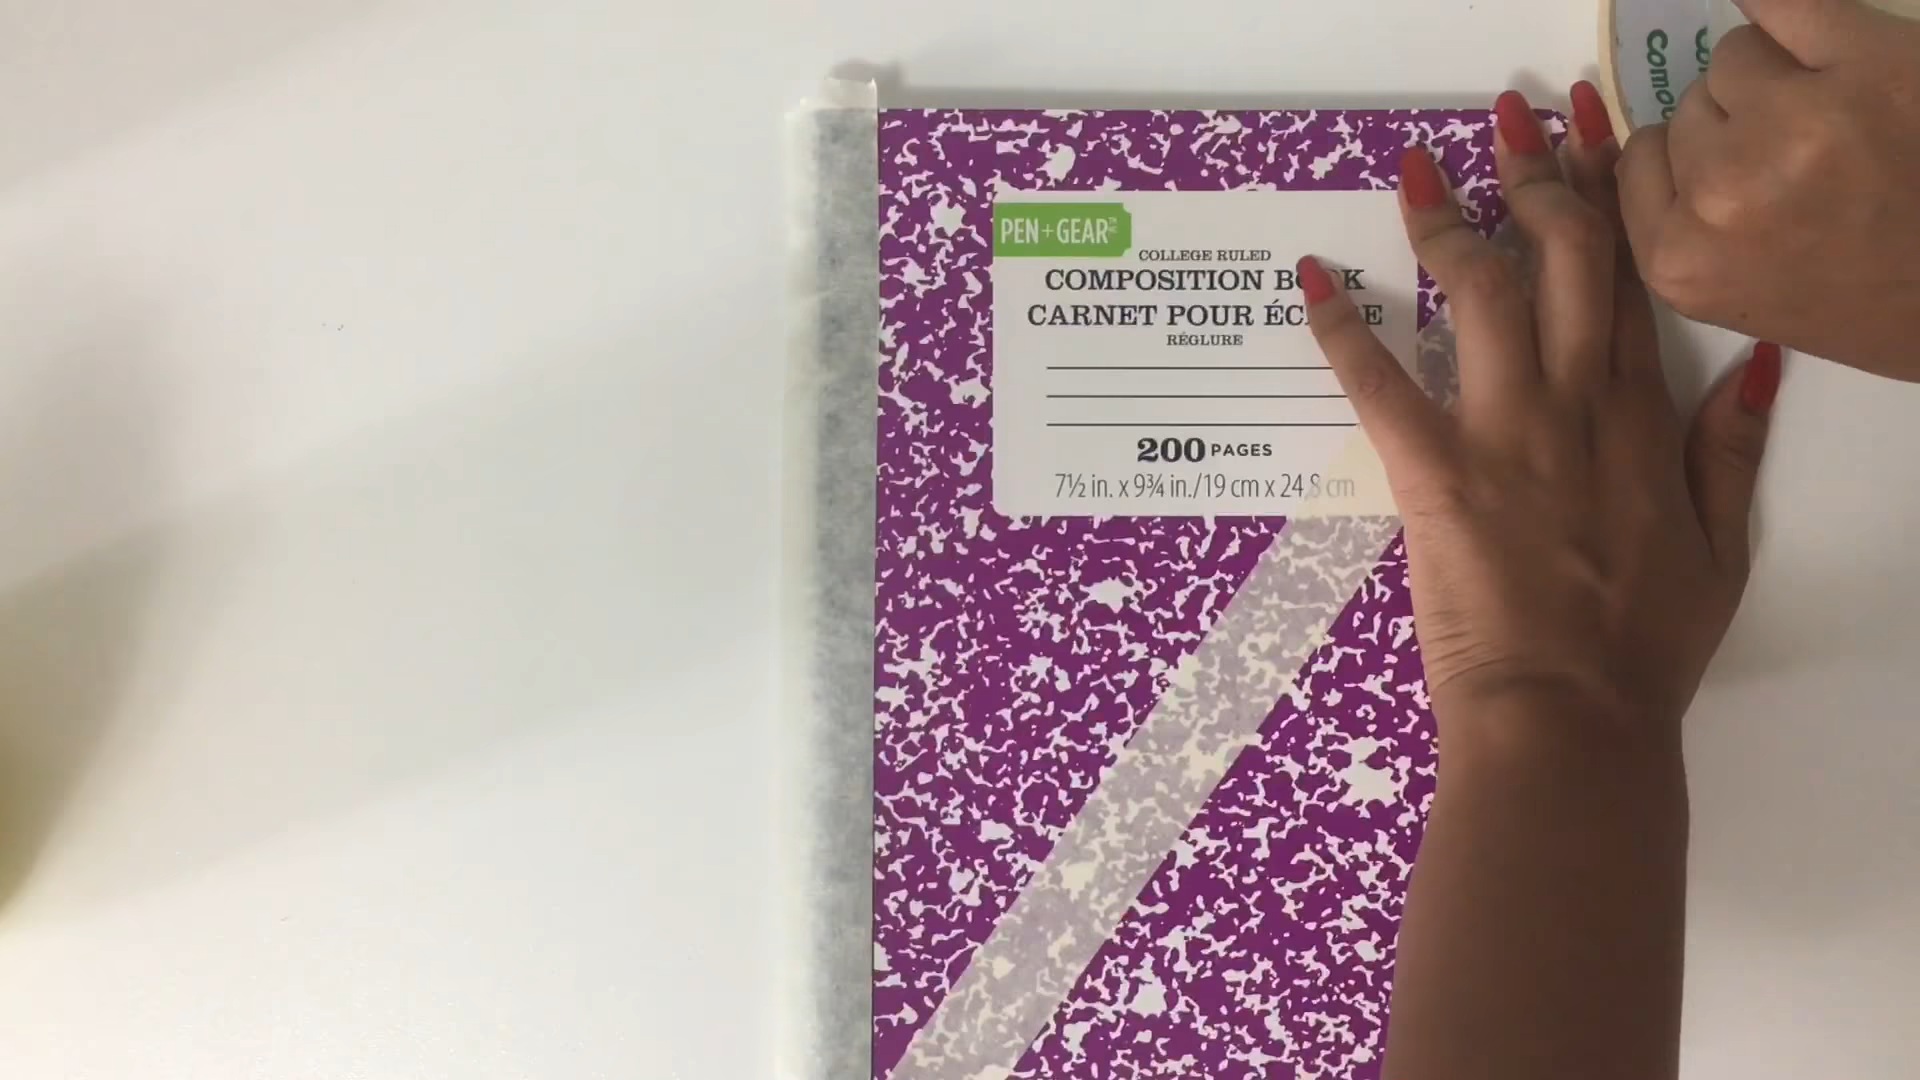 PEN+GEAR™
COLLEGE RULED
COMPOSITION
CARNET POUR
RÉGLURE
200 PAGES
7½ in. x 9¾ in./19 cm x 24,8 cm